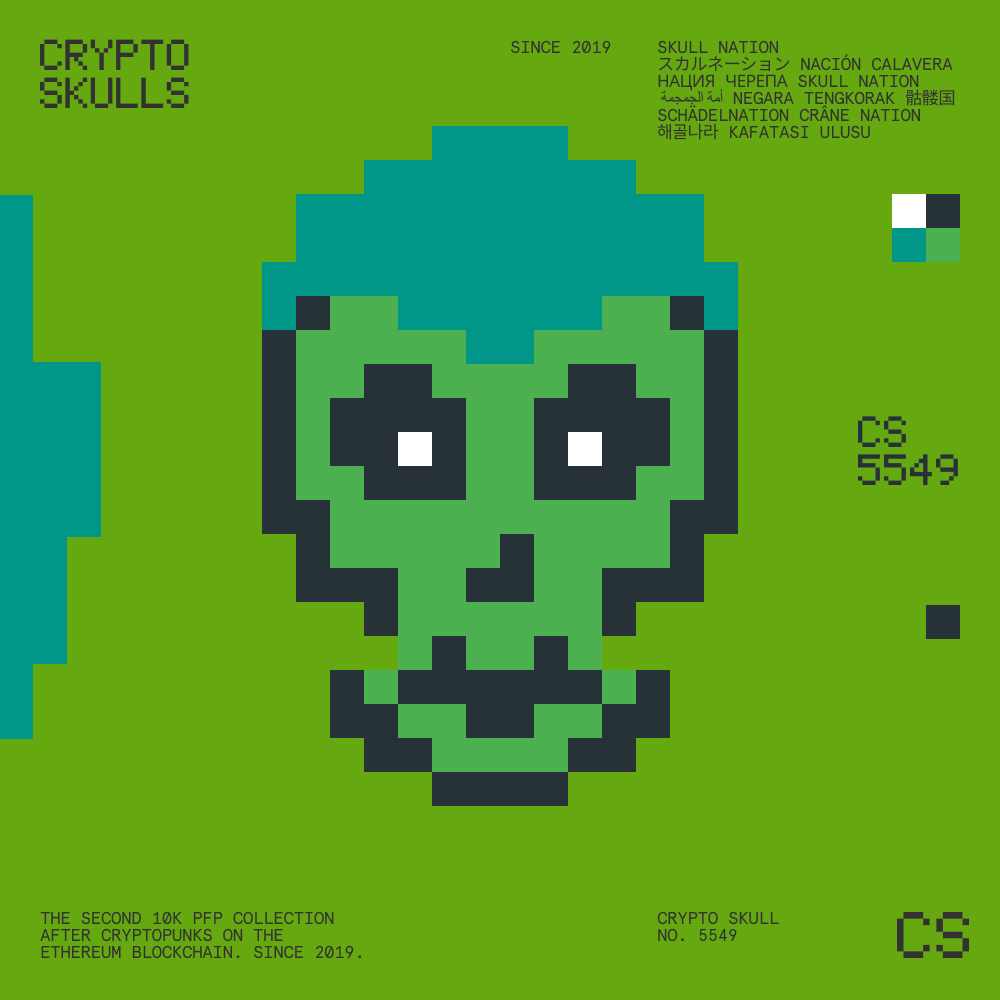 CRYPTO
SKULLS
SINCE 2019
SKULL NATION
スカルネーション NACIÓN CALAVERA
НАЦИЯ ЧЕРЕПА SKULL NATION
أمة الجمجمة NEGARA TENGKORAK 骷髅国
SCHÄDELNATION CRÂNE NATION
해골나라 KAFATASI ULUSU
CS
5549
THE SECOND 10K PFP COLLECTION
AFTER CRYPTOPUNKS ON THE
ETHEREUM BLOCKCHAIN. SINCE 2019.
CRYPTO SKULL
NO. 5549
CS